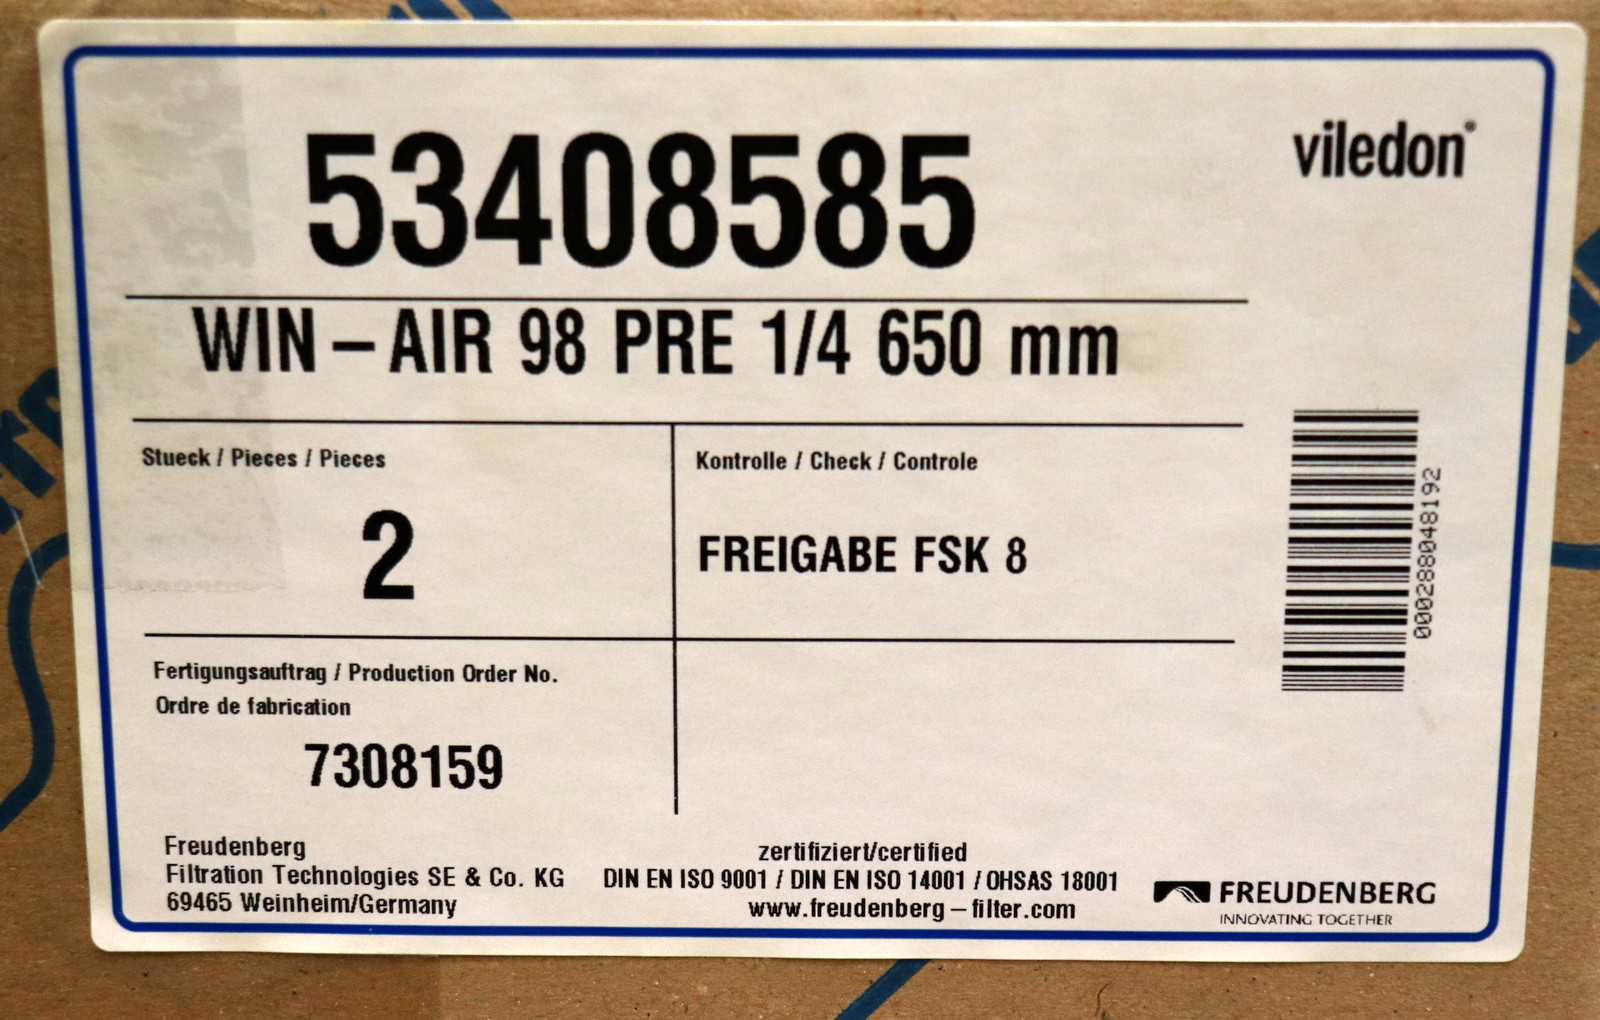 53408585
viledon®
WIN – AIR 98 PRE 1/4 650 mm
Stueck / Pieces / Pieces
2
Kontrolle / Check / Controle
FREIGABE FSK 8
000288048192
Fertigungsauftrag / Production Order No.
Ordre de fabrication
7308159
Freudenberg
Filtration Technologies SE & Co. KG
69465 Weinheim/Germany
zertifiziert/certified
DIN EN ISO 9001 / DIN EN ISO 14001 / OHSAS 18001
www.freudenberg – filter.com
FREUDENBERG
INNOVATING TOGETHER